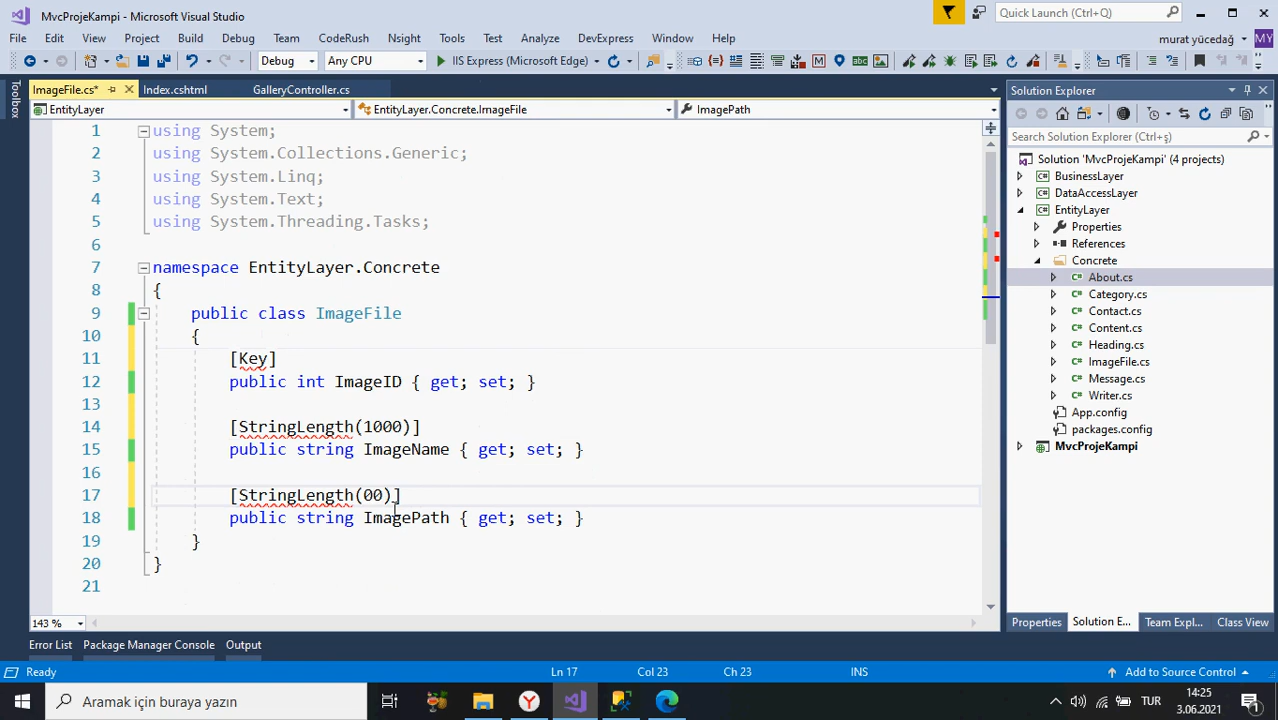 MvcProjeKampi - Microsoft Visual Studio
Quick Launch (Ctrl+Q)
File Edit View Project Build Debug Team CodeRush Nsight Tools Test Analyze DevExpress Window Help
murat yücedağ MY
Debug Any CPU IIS Express (Microsoft Edge)
Toolbox
ImageFile.cs* Index.cshtml GalleryController.cs
EntityLayer EntityLayer.Concrete.ImageFile ImagePath
1 using System;
2 using System.Collections.Generic;
3 using System.Linq;
4 using System.Text;
5 using System.Threading.Tasks;
6
7 namespace EntityLayer.Concrete
8 {
9 public class ImageFile
10 {
11 [Key]
12 public int ImageID { get; set; }
13
14 [StringLength(1000)]
15 public string ImageName { get; set; }
16
17 [StringLength(00)]
18 public string ImagePath { get; set; }
19 }
20 }
21
143 %
Solution Explorer
Search Solution Explorer (Ctrl+ş)
Solution 'MvcProjeKampi' (4 projects)
BusinessLayer
DataAccessLayer
EntityLayer
Properties
References
Concrete
About.cs
Category.cs
Contact.cs
Content.cs
Heading.cs
ImageFile.cs
Message.cs
Writer.cs
App.config
packages.config
MvcProjeKampi
Properties Solution E... Team Expl... Class View
Error List Package Manager Console Output
Ready Ln 17 Col 23 Ch 23 INS Add to Source Control
Aramak için buraya yazın
TUR
14:25
3.06.2021
1